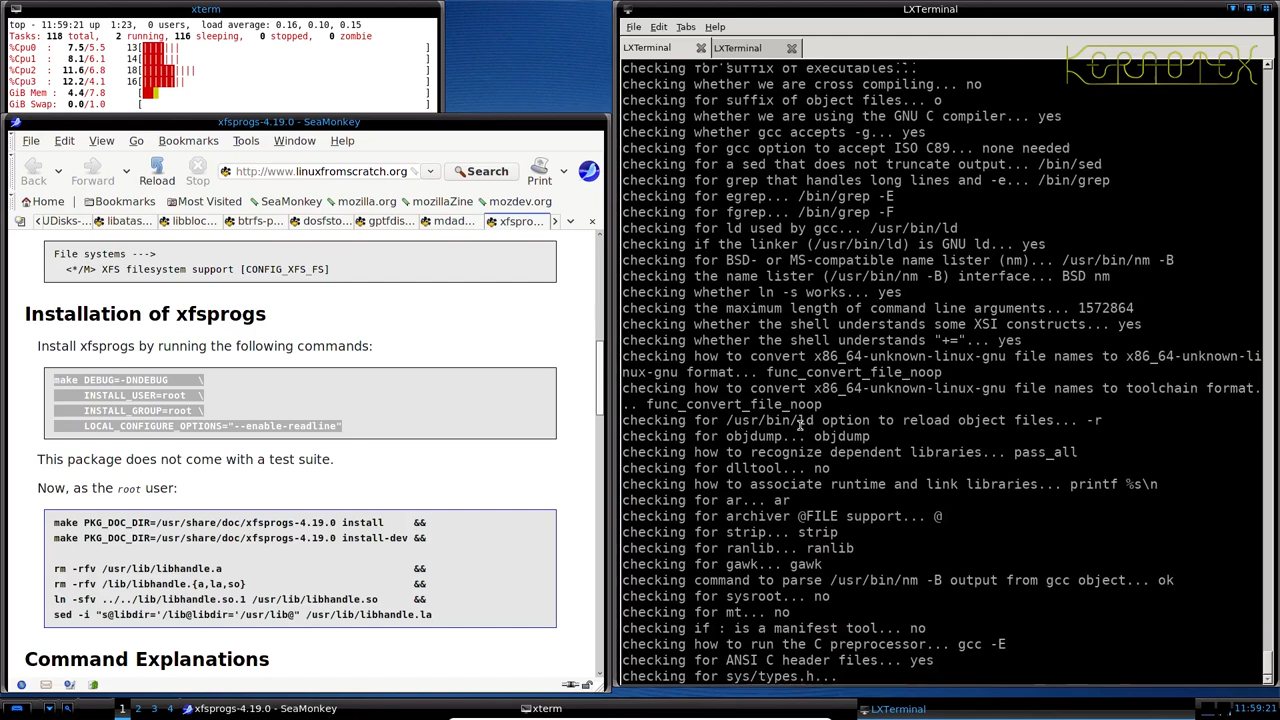 xterm
top - 11:59:21 up  1:23,  0 users,  load average: 0.16, 0.10, 0.15
Tasks: 118 total,   2 running, 116 sleeping,   0 stopped,   0 zombie
%Cpu0  :   7.5/5.5    13[||||||| ]
%Cpu1  :   8.1/6.1    14[||||||| ]
%Cpu2  :  11.6/6.8    18[|||||||||| ]
%Cpu3  :  12.2/4.1    16[|||||||| ]
GiB Mem :  4.4/7.8      [ ]
GiB Swap:  0.0/1.0      [ ]
xfsprogs-4.19.0 - SeaMonkey
File Edit View Go Bookmarks Tools Window Help
Back Forward Reload Stop http://www.linuxfromscratch.org Search Print
Home Bookmarks Most Visited SeaMonkey mozilla.org mozillaZine mozdev.org
UDisks-... libatas... libbloc... btrfs-p... dosfsto... gptfdis... mdad... xfspro...
File systems --->
<*/M> XFS filesystem support [CONFIG_XFS_FS]
Installation of xfsprogs
Install xfsprogs by running the following commands:
make DEBUG=-DNDEBUG     \
INSTALL_USER=root  \
INSTALL_GROUP=root \
LOCAL_CONFIGURE_OPTIONS="--enable-readline"
This package does not come with a test suite.
Now, as the root user:
make PKG_DOC_DIR=/usr/share/doc/xfsprogs-4.19.0 install     &&
make PKG_DOC_DIR=/usr/share/doc/xfsprogs-4.19.0 install-dev &&
rm -rfv /usr/lib/libhandle.a                                &&
rm -rfv /lib/libhandle.{a,la,so}                            &&
ln -sfv ../../lib/libhandle.so.1 /usr/lib/libhandle.so      &&
sed -i "s@libdir='/lib@libdir='/usr/lib@" /usr/lib/libhandle.la
Command Explanations
LXTerminal
File Edit Tabs Help
LXTerminal LXTerminal
KERNOTEX
checking for suffix of executables...
checking whether we are cross compiling... no
checking for suffix of object files... o
checking whether we are using the GNU C compiler... yes
checking whether gcc accepts -g... yes
checking for gcc option to accept ISO C89... none needed
checking for a sed that does not truncate output... /bin/sed
checking for grep that handles long lines and -e... /bin/grep
checking for egrep... /bin/grep -E
checking for fgrep... /bin/grep -F
checking for ld used by gcc... /usr/bin/ld
checking if the linker (/usr/bin/ld) is GNU ld... yes
checking for BSD- or MS-compatible name lister (nm)... /usr/bin/nm -B
checking the name lister (/usr/bin/nm -B) interface... BSD nm
checking whether ln -s works... yes
checking the maximum length of command line arguments... 1572864
checking whether the shell understands some XSI constructs... yes
checking whether the shell understands "+="... yes
checking how to convert x86_64-unknown-linux-gnu file names to x86_64-unknown-li
nux-gnu format... func_convert_file_noop
checking how to convert x86_64-unknown-linux-gnu file names to toolchain format.
.. func_convert_file_noop
checking for /usr/bin/ld option to reload object files... -r
checking for objdump... objdump
checking how to recognize dependent libraries... pass_all
checking for dlltool... no
checking how to associate runtime and link libraries... printf %s\n
checking for ar... ar
checking for archiver @FILE support... @
checking for strip... strip
checking for ranlib... ranlib
checking for gawk... gawk
checking command to parse /usr/bin/nm -B output from gcc object... ok
checking for sysroot... no
checking for mt... no
checking if : is a manifest tool... no
checking how to run the C preprocessor... gcc -E
checking for ANSI C header files... yes
checking for sys/types.h...
1 2 3 4 xfsprogs-4.19.0 - SeaMonkey xterm LXTerminal 11:59:21